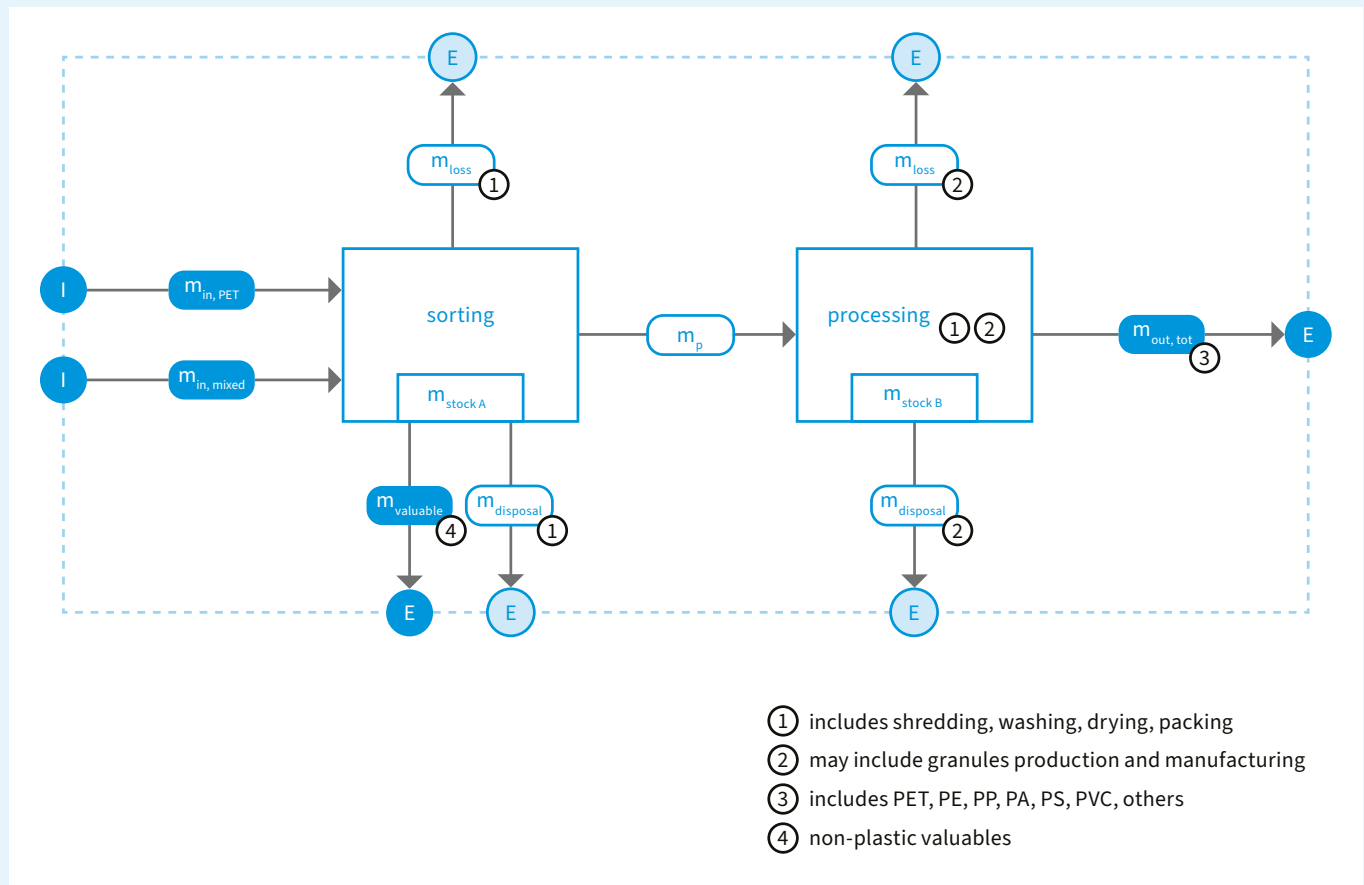 E
E
m loss
1
m loss
2
I
m in, PET
sorting
processing
1 2
m p
m out, tot
3
E
I
m in, mixed
m stock A
m stock B
m valuable
4
m disposal
1
m disposal
2
E
E
E
1 includes shredding, washing, drying, packing
2 may include granules production and manufacturing
3 includes PET, PE, PP, PA, PS, PVC, others
4 non-plastic valuables